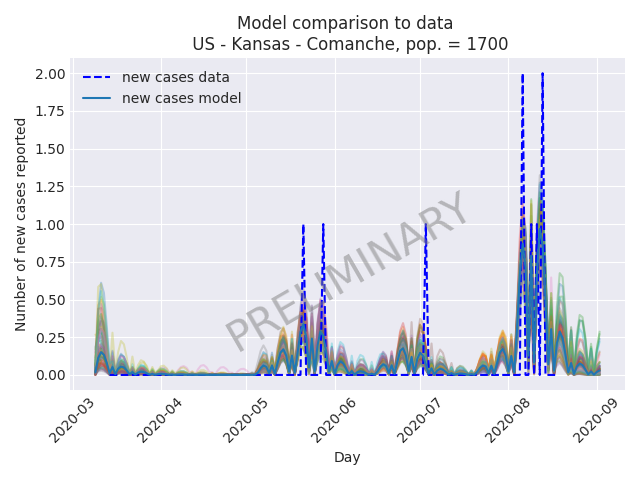 Model comparison to data
US - Kansas - Comanche, pop. = 1700
2.00
1.75
1.50
1.25
1.00
0.75
0.50
0.25
0.00
Number of new cases reported
new cases data
new cases model
PRELIMINARY
2020-03
2020-04
2020-05
2020-06
2020-07
2020-08
2020-09
Day